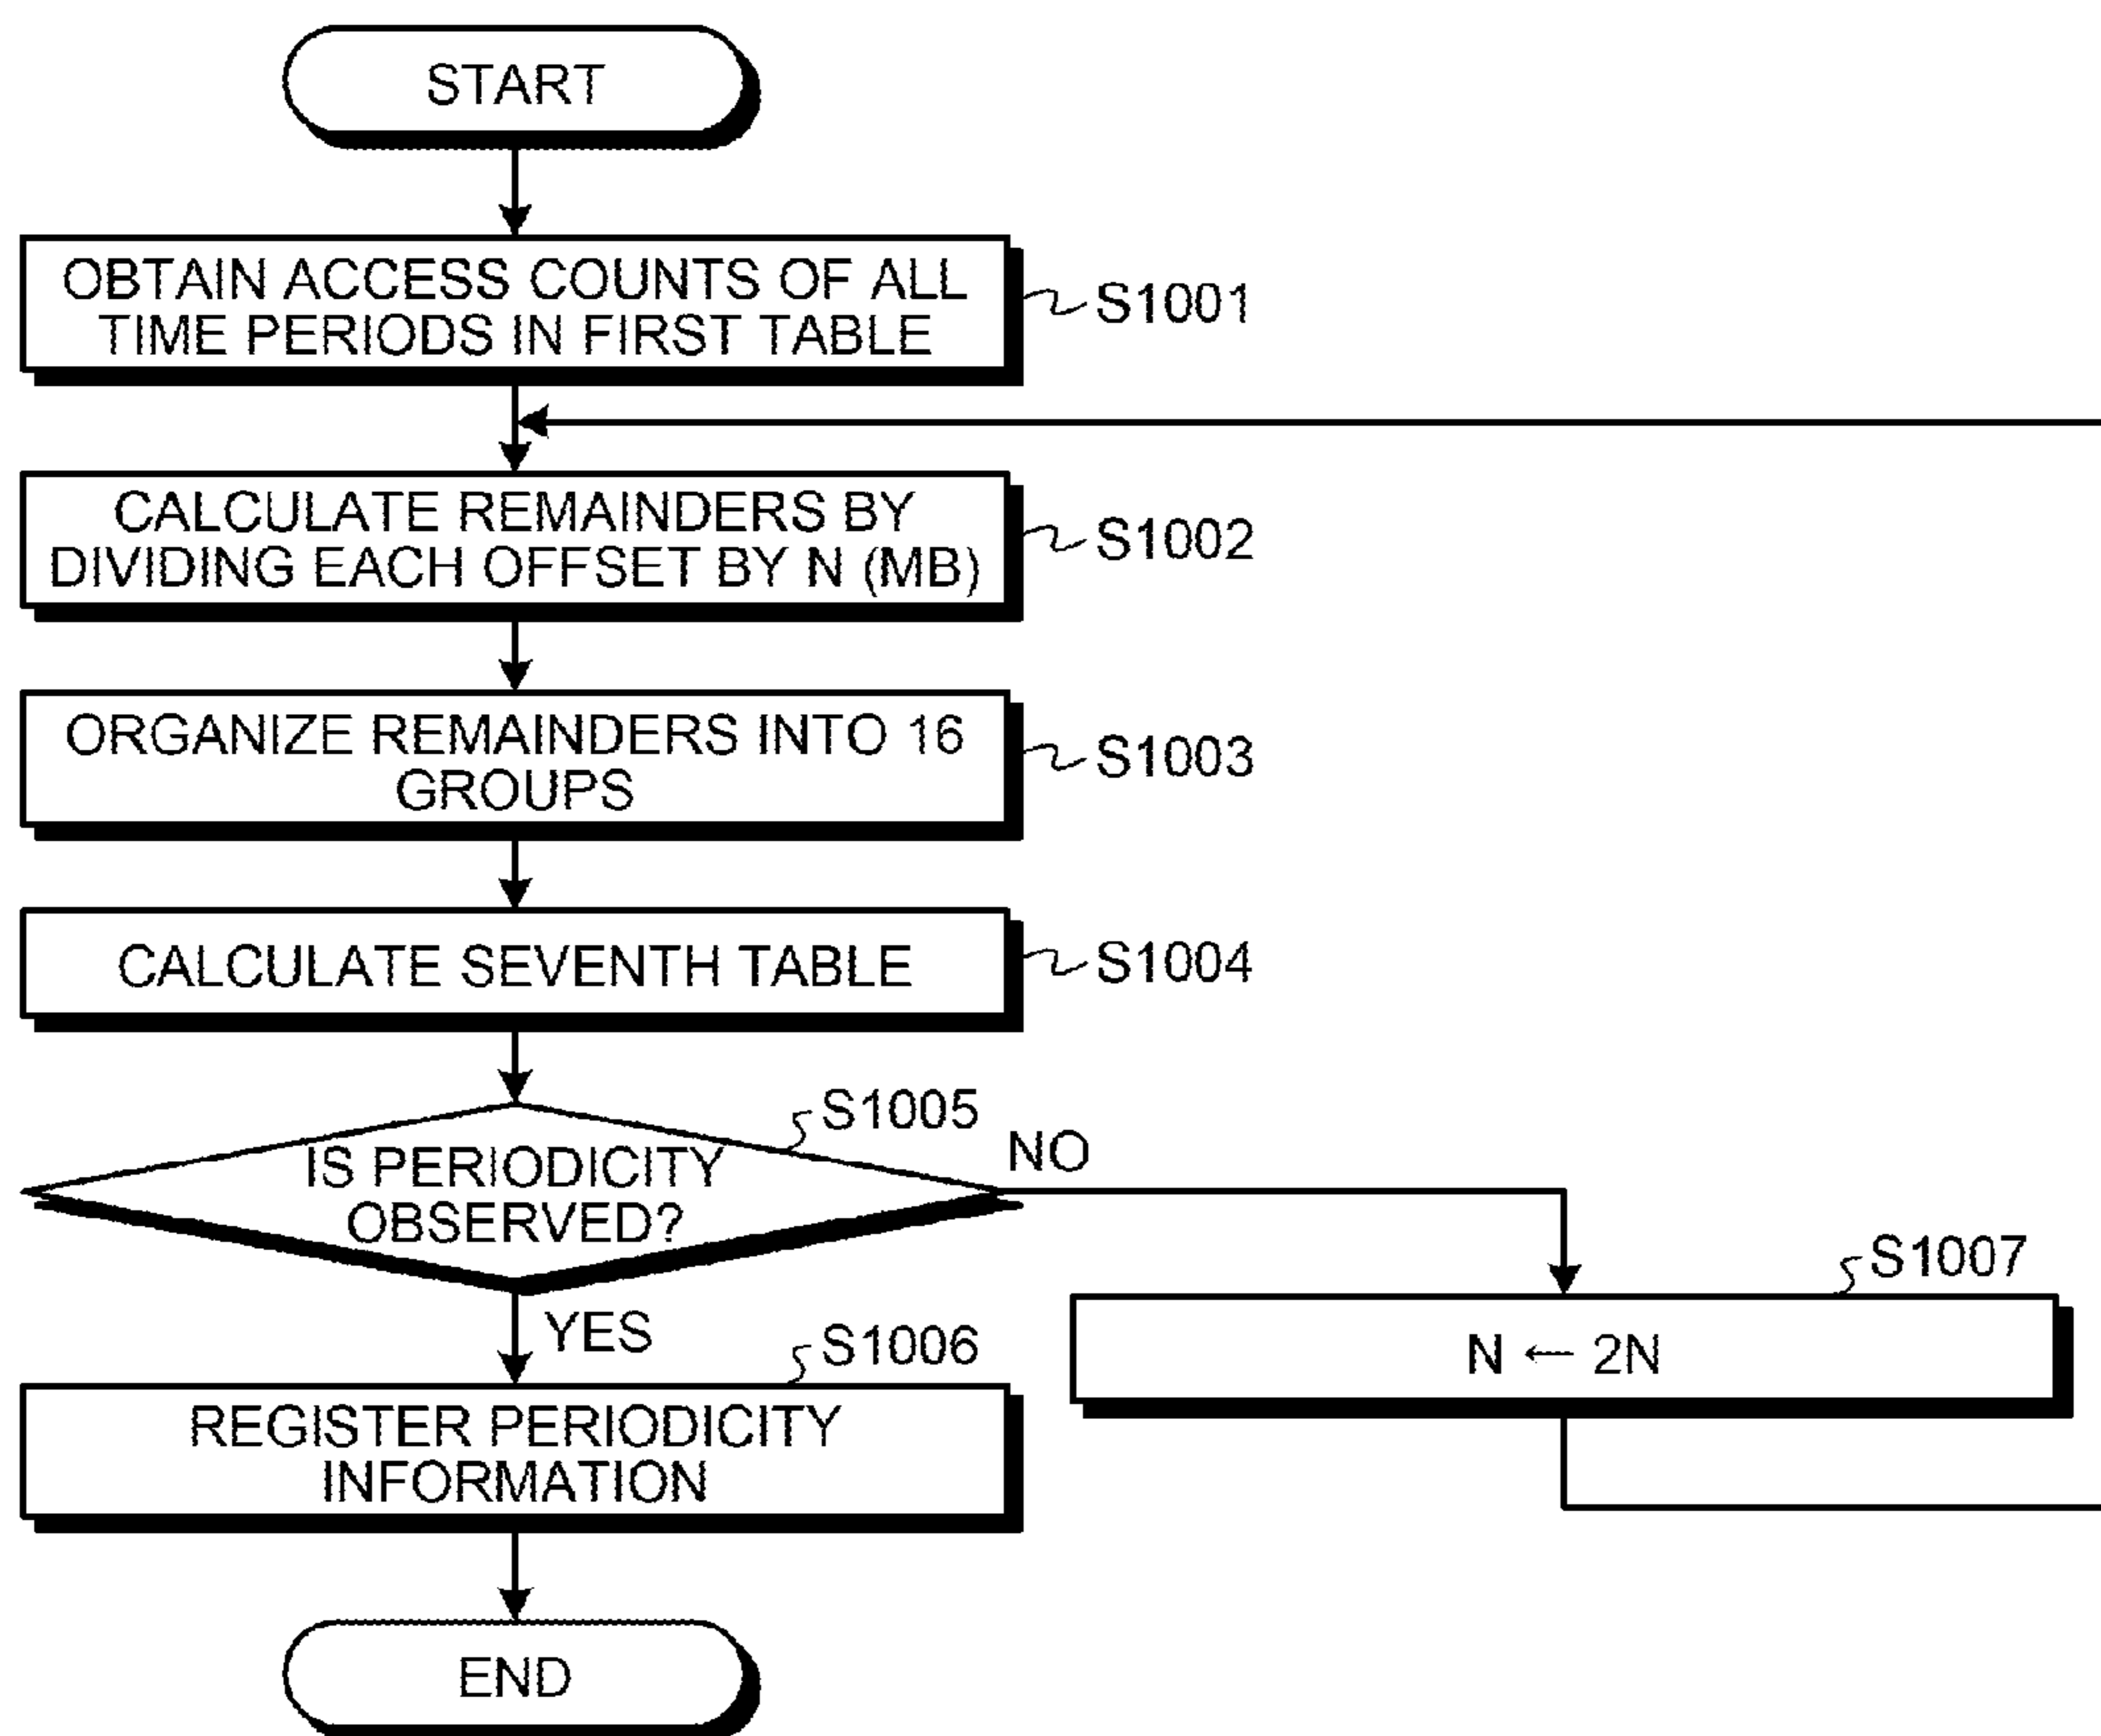 START
OBTAIN ACCESS COUNTS OF ALL
TIME PERIODS IN FIRST TABLE
S1001
CALCULATE REMAINDERS BY
DIVIDING EACH OFFSET BY N (MB)
S1002
ORGANIZE REMAINDERS INTO 16
GROUPS
S1003
CALCULATE SEVENTH TABLE
S1004
S1005
IS PERIODICITY
OBSERVED?
NO
S1007
N ← 2N
YES
S1006
REGISTER PERIODICITY
INFORMATION
END